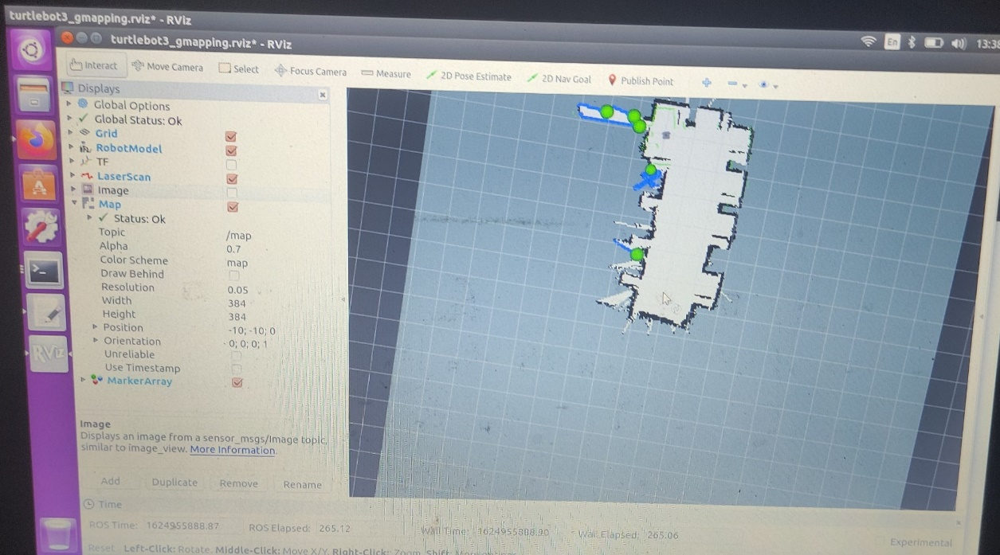 turtlebot3_gmapping.rviz* - RViz
turtlebot3_gmapping.rviz* - RViz
En
Interact Move Camera Select Focus Camera Measure 2D Pose Estimate 2D Nav Goal Publish Point
Displays
Global Options
Global Status: Ok
Grid
RobotModel
TF
LaserScan
Image
Map
Status: Ok
Topic /map
Alpha 0.7
Color Scheme map
Draw Behind
Resolution 0.05
Width 384
Height 384
Position -10; -10; 0
Orientation 0; 0; 0; 1
Unreliable
Use Timestamp
MarkerArray
RViz
Image
Displays an image from a sensor_msgs/Image topic,
similar to image_view. More Information.
Add Duplicate Remove Rename
Time
ROS Time: 1624955888.87 ROS Elapsed: 265.12 Wall Time: 1624955888.90 Wall Elapsed: 265.06
Reset Left-Click: Rotate. Middle-Click: Move X/Y. Right-Click: Zoom. Shift: Experimental